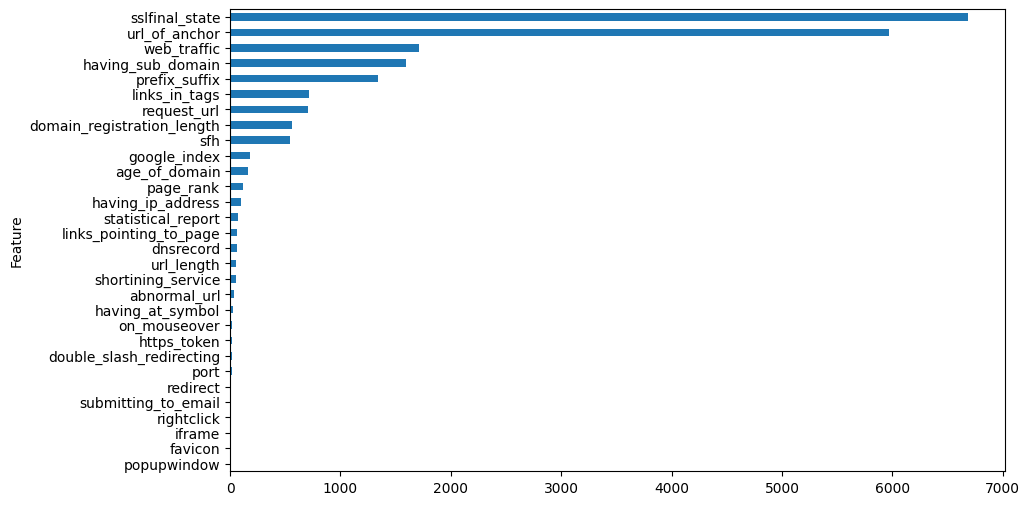 sslfinal_state
url_of_anchor
web_traffic
having_sub_domain
prefix_suffix
links_in_tags
request_url
domain_registration_length
sfh
google_index
age_of_domain
page_rank
having_ip_address
statistical_report
links_pointing_to_page
dnsrecord
url_length
shortining_service
abnormal_url
having_at_symbol
on_mouseover
https_token
double_slash_redirecting
port
redirect
submitting_to_email
rightclick
iframe
favicon
popupwindow
Feature
0 1000 2000 3000 4000 5000 6000 7000